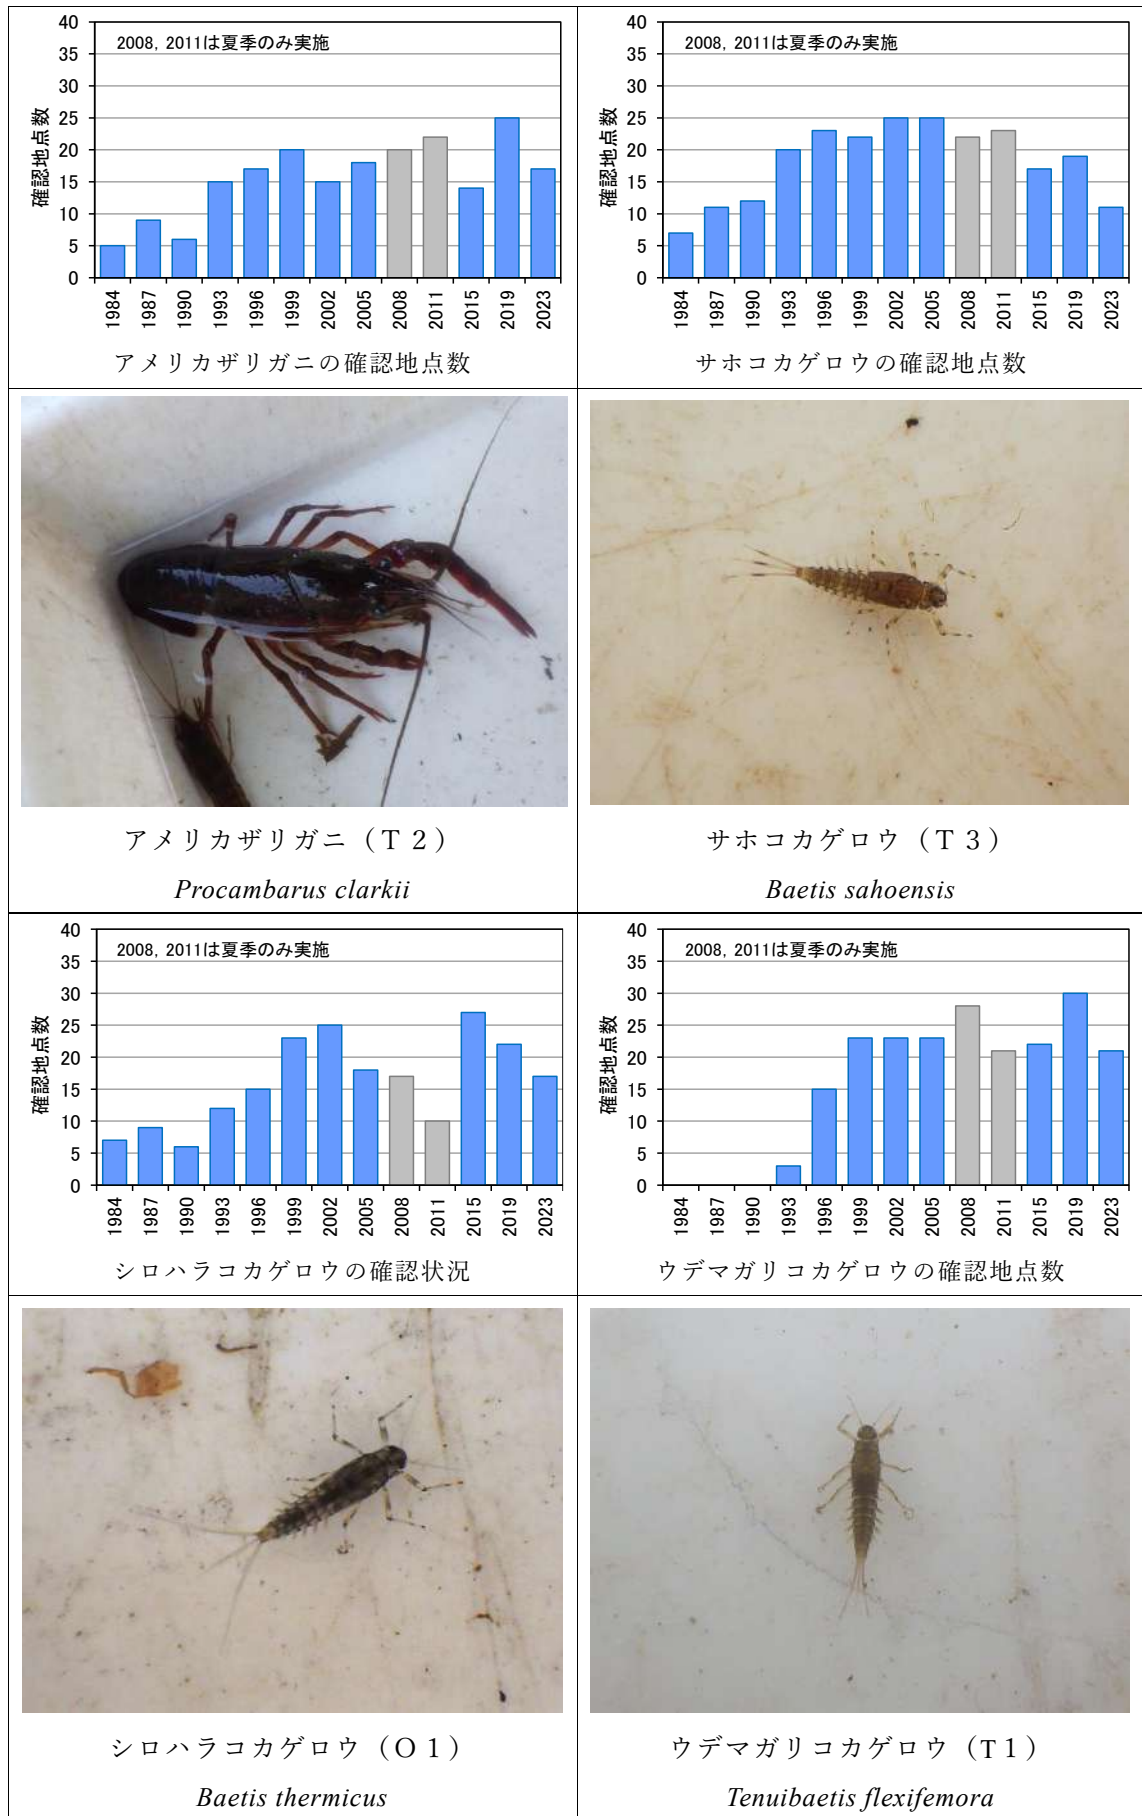 40
35
30
25
20
15
10
5
0
確認地点数
2008, 2011は夏季のみ実施
1984 1987 1990 1993 1996 1999 2002 2005 2008 2011 2015 2019 2023
アメリカザリガニの確認地点数
40
35
30
25
20
15
10
5
0
確認地点数
2008, 2011は夏季のみ実施
1984 1987 1990 1993 1996 1999 2002 2005 2008 2011 2015 2019 2023
サホコカゲロウの確認地点数
アメリカザリガニ（Ｔ２）
Procambarus clarkii
サホコカゲロウ（Ｔ３）
Baetis sahoensis
40
35
30
25
20
15
10
5
0
確認地点数
2008, 2011は夏季のみ実施
1984 1987 1990 1993 1996 1999 2002 2005 2008 2011 2015 2019 2023
シロハラコカゲロウの確認状況
40
35
30
25
20
15
10
5
0
確認地点数
2008, 2011は夏季のみ実施
1984 1987 1990 1993 1996 1999 2002 2005 2008 2011 2015 2019 2023
ウデマガリコカゲロウの確認地点数
シロハラコカゲロウ（Ｏ１）
Baetis thermicus
ウデマガリコカゲロウ（T１）
Tenuibaetis flexifemora